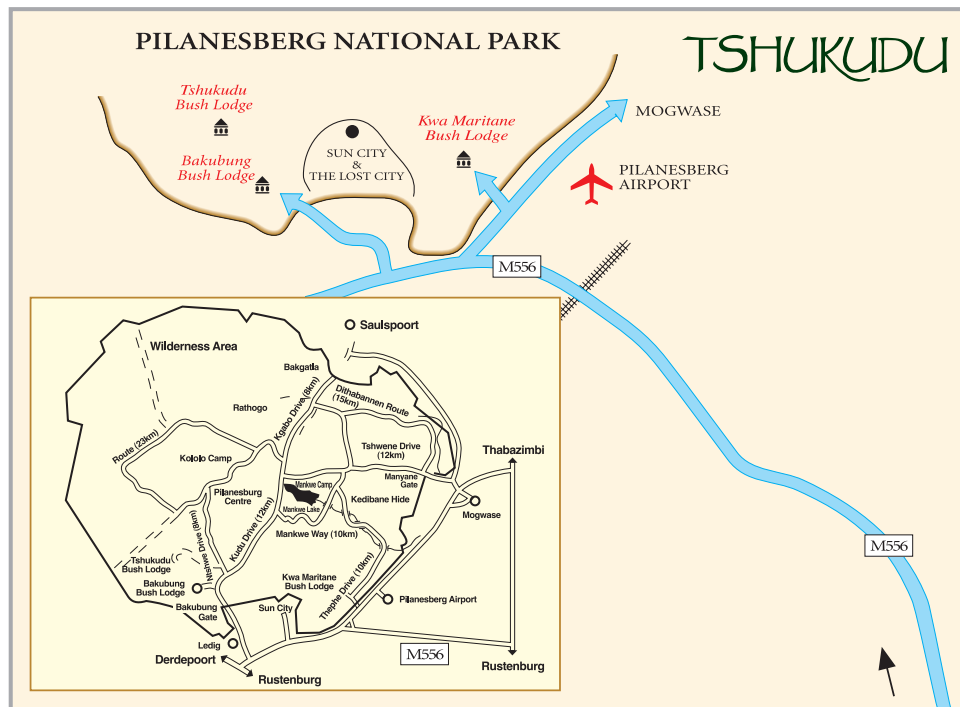 PILANESBERG NATIONAL PARK
TSHUKUDU
Tshukudu
Bush Lodge
Bakubung
Bush Lodge
SUN CITY
&
THE LOST CITY
Kwa Maritane
Bush Lodge
MOGWASE
PILANESBERG
AIRPORT
M556
M556
Saulspoort
Wilderness Area
Bakgatla
Rathogo
Kgabo Drive (8km)
Dithabannen Route
(15km)
Route (23km)
Kololo Camp
Tshwene Drive
(12km)
Thabazimbi
Manyane
Gate
Pilanesburg
Centre
Mankwe Camp
Kedibane Hide
Mankwe Lake
Mogwase
Kudu Drive (12km)
Mankwe Way (10km)
Tshukudu
Bush Lodge
Bakubung
Bush Lodge
Kwa Maritane
Bush Lodge
Thephe Drive (10km)
Bakubung
Gate
Sun City
Pilanesberg Airport
Ledig
M556
Derdepoort
Rustenburg
Rustenburg